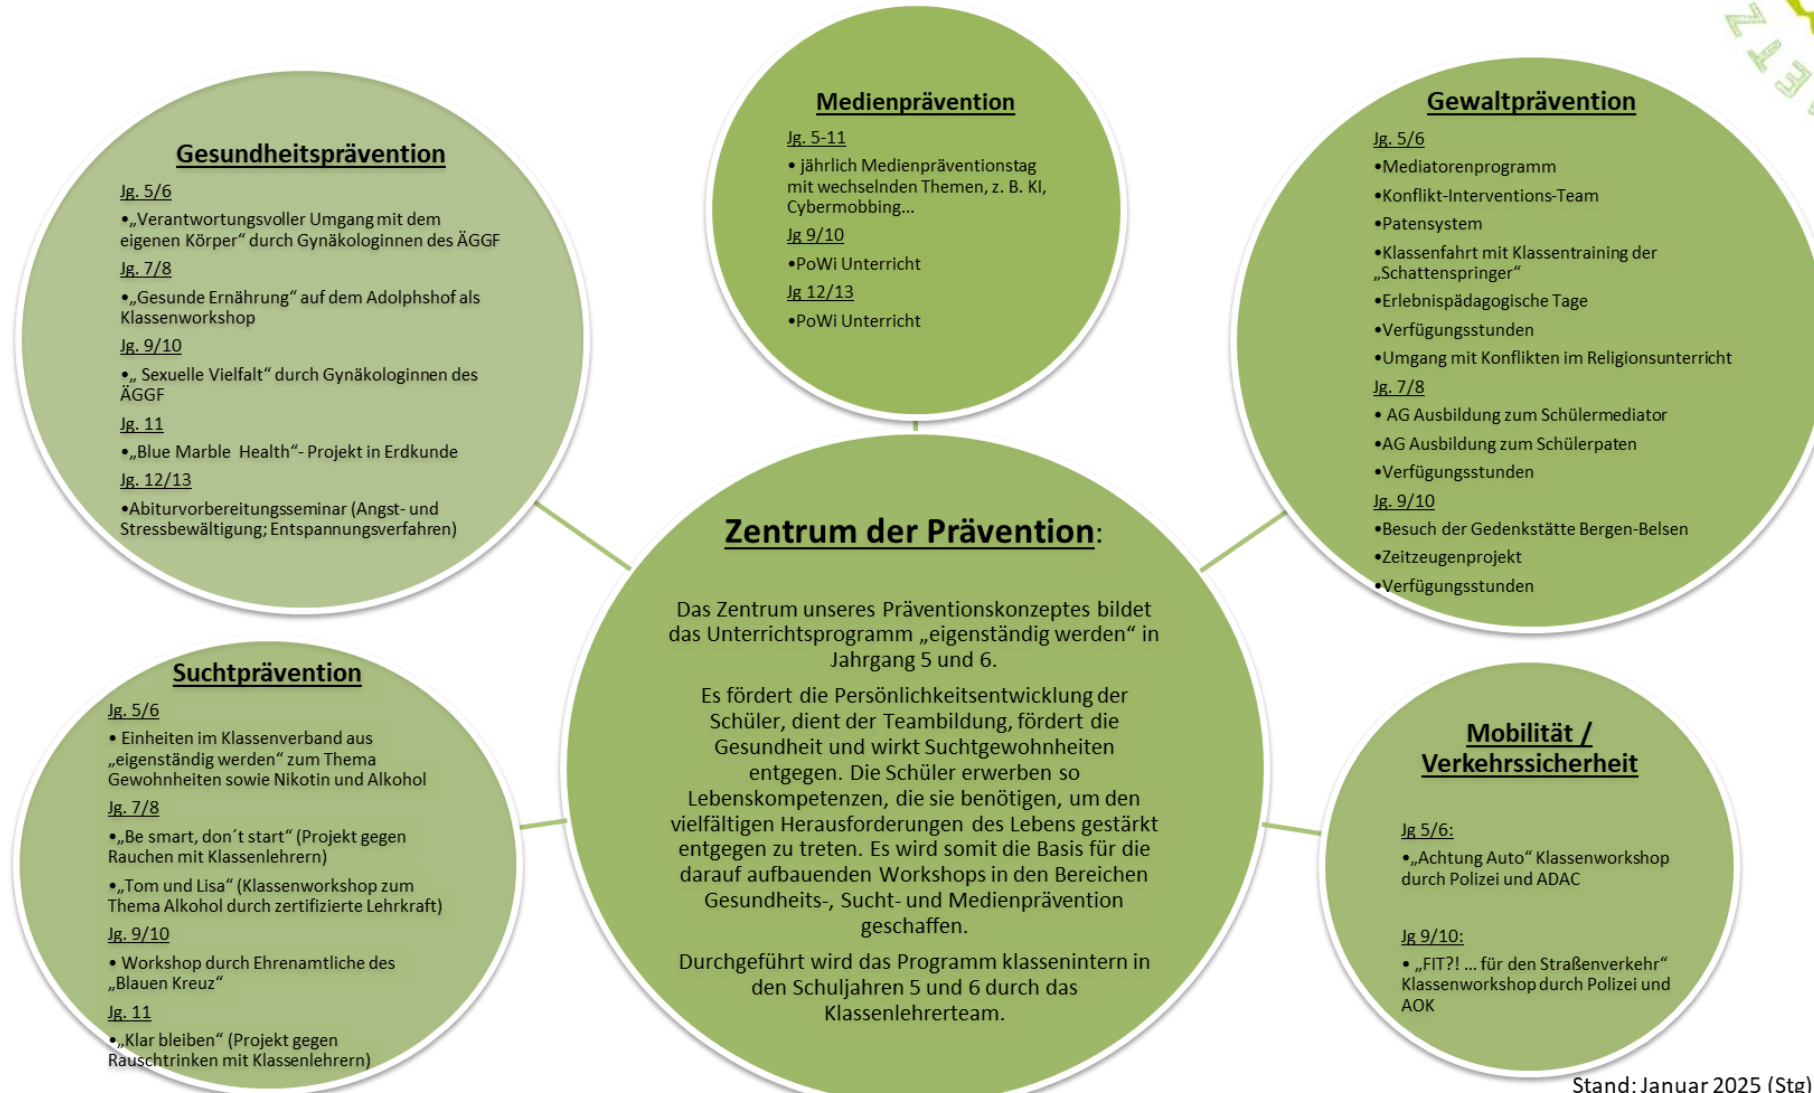 Gesundheitsprävention
Jg. 5/6
•„Verantwortungsvoller Umgang mit dem
eigenen Körper“ durch Gynäkologinnen des ÄGGF
Jg. 7/8
•„Gesunde Ernährung“ auf dem Adolphshof als
Klassenworkshop
Jg. 9/10
•„ Sexuelle Vielfalt“ durch Gynäkologinnen des
ÄGGF
Jg. 11
•„Blue Marble Health“- Projekt in Erdkunde
Jg. 12/13
•Abiturvorbereitungsseminar (Angst- und
Stressbewältigung; Entspannungsverfahren)
Medienprävention
Jg. 5-11
• jährlich Medienpräventionstag
mit wechselnden Themen, z. B. KI,
Cybermobbing...
Jg 9/10
•PoWi Unterricht
Jg 12/13
•PoWi Unterricht
Gewaltprävention
Jg. 5/6
•Mediatorenprogramm
•Konflikt-Interventions-Team
•Patensystem
•Klassenfahrt mit Klassentraining der
„Schattenspringer“
•Erlebnispädagogische Tage
•Verfügungsstunden
•Umgang mit Konflikten im Religionsunterricht
Jg. 7/8
• AG Ausbildung zum Schülermediator
•AG Ausbildung zum Schülerpaten
•Verfügungsstunden
Jg. 9/10
•Besuch der Gedenkstätte Bergen-Belsen
•Zeitzeugenprojekt
•Verfügungsstunden
Suchtprävention
Jg. 5/6
• Einheiten im Klassenverband aus
„eigenständig werden“ zum Thema
Gewohnheiten sowie Nikotin und Alkohol
Jg. 7/8
•„Be smart, don´t start“ (Projekt gegen
Rauchen mit Klassenlehrern)
•„Tom und Lisa“ (Klassenworkshop zum
Thema Alkohol durch zertifizierte Lehrkraft)
Jg. 9/10
• Workshop durch Ehrenamtliche des
„Blauen Kreuz“
Jg. 11
•„Klar bleiben“ (Projekt gegen
Rauschtrinken mit Klassenlehrern)
Zentrum der Prävention:
Das Zentrum unseres Präventionskonzeptes bildet
das Unterrichtsprogramm „eigenständig werden“ in
Jahrgang 5 und 6.
Es fördert die Persönlichkeitsentwicklung der
Schüler, dient der Teambildung, fördert die
Gesundheit und wirkt Suchtgewohnheiten
entgegen. Die Schüler erwerben so
Lebenskompetenzen, die sie benötigen, um den
vielfältigen Herausforderungen des Lebens gestärkt
entgegen zu treten. Es wird somit die Basis für die
darauf aufbauenden Workshops in den Bereichen
Gesundheits-, Sucht- und Medienprävention
geschaffen.
Durchgeführt wird das Programm klassenintern in
den Schuljahren 5 und 6 durch das
Klassenlehrerteam.
Mobilität /
Verkehrssicherheit
Jg 5/6:
•„Achtung Auto“ Klassenworkshop
durch Polizei und ADAC
Jg 9/10:
• „FIT?! ... für den Straßenverkehr“
Klassenworkshop durch Polizei und
AOK
Stand: Januar 2025 (Stg)